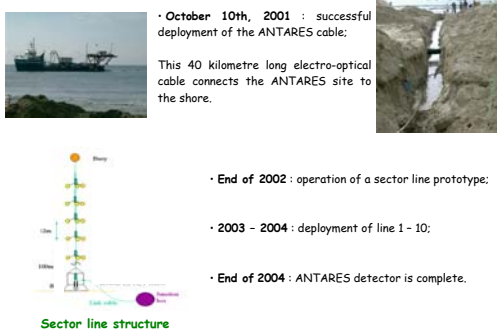 • October 10th, 2001 : successful
deployment of the ANTARES cable;
This 40 kilometre long electro-optical
cable connects the ANTARES site to
the shore.
Buoy
• End of 2002 : operation of a sector line prototype;
12m
• 2003 – 2004 : deployment of line 1 – 10;
100m
• End of 2004 : ANTARES detector is complete.
Junction
box
Sector line structure